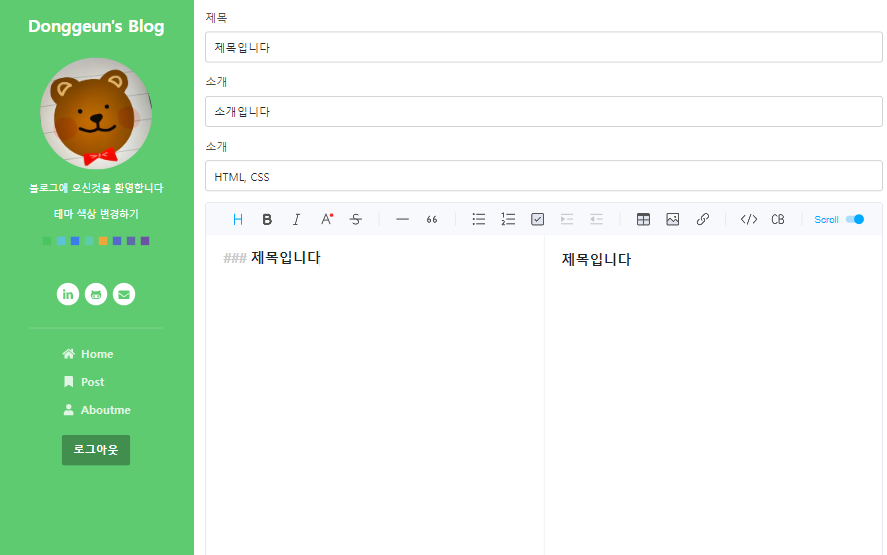 Donggeun's Blog
블로그에 오신것을 환영합니다
테마 색상 변경하기
Home
Post
Aboutme
로그아웃
제목
제목입니다
소개
소개입니다
소개
HTML, CSS
H B I A S — 66 </> CB Scroll
### 제목입니다
제목입니다